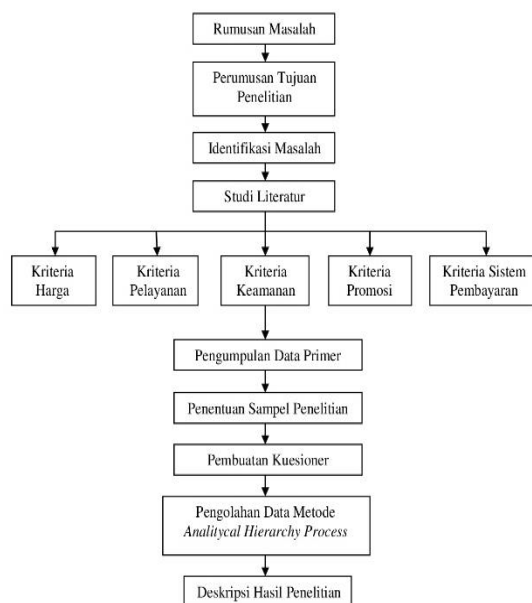 Rumusan Masalah
Perumusan Tujuan
Penelitian
Identifikasi Masalah
Studi Literatur
Kriteria
Harga
Kriteria
Pelayanan
Kriteria
Keamanan
Kriteria
Promosi
Kriteria Sistem
Pembayaran
Pengumpulan Data Primer
Penentuan Sampel Penelitian
Pembuatan Kuesioner
Pengolahan Data Metode
Analitycal Hierarchy Process
Deskripsi Hasil Penelitian